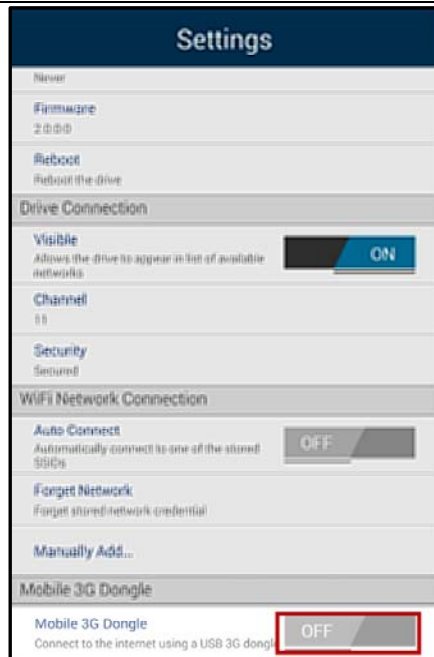 Settings
Never
Firmware
2.0.0.0
Reboot
Reboot the drive
Drive Connection
Visible
ON
Allows the drive to appear in list of available
networks
Channel
11
Security
Secured
WiFi Network Connection
Auto Connect
OFF
Automatically connect to one of the stored
SSIDs
Forget Network
Forget stored network credential
Manually Add...
Mobile 3G Dongle
Mobile 3G Dongle
OFF
Connect to the internet using a USB 3G dongle